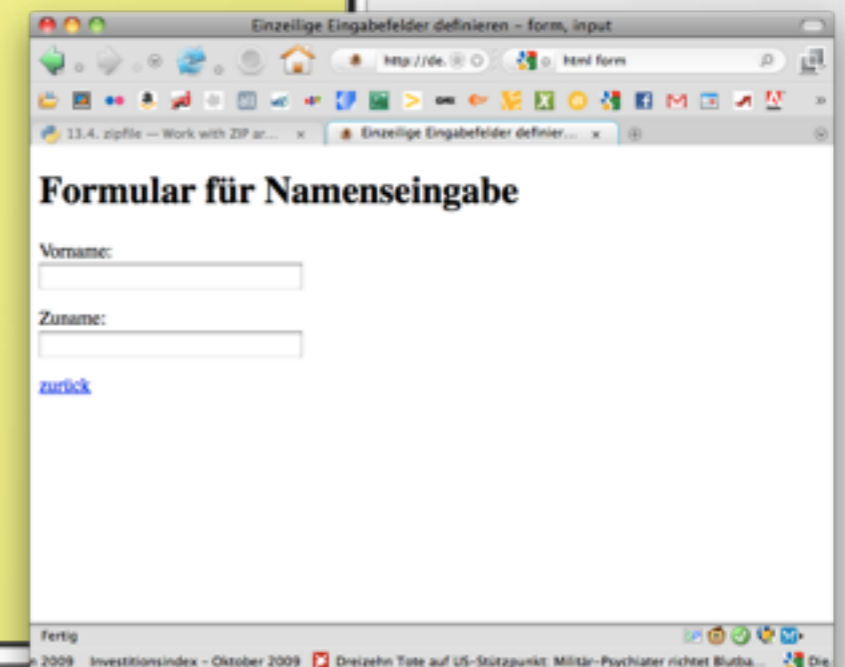 Einzeilige Eingabefelder definieren – form, input
http://de. html form
13.4. zipfile — Work with ZIP ar... Einzeilige Eingabefelder definier...
Formular für Namenseingabe
Vorname:
Zuname:
zurück
Fertig
n 2009 Investitionsindex – Oktober 2009 Dreizehn Tote auf US-Stützpunkt: Militär-Psychiater richtet Blutba... Die